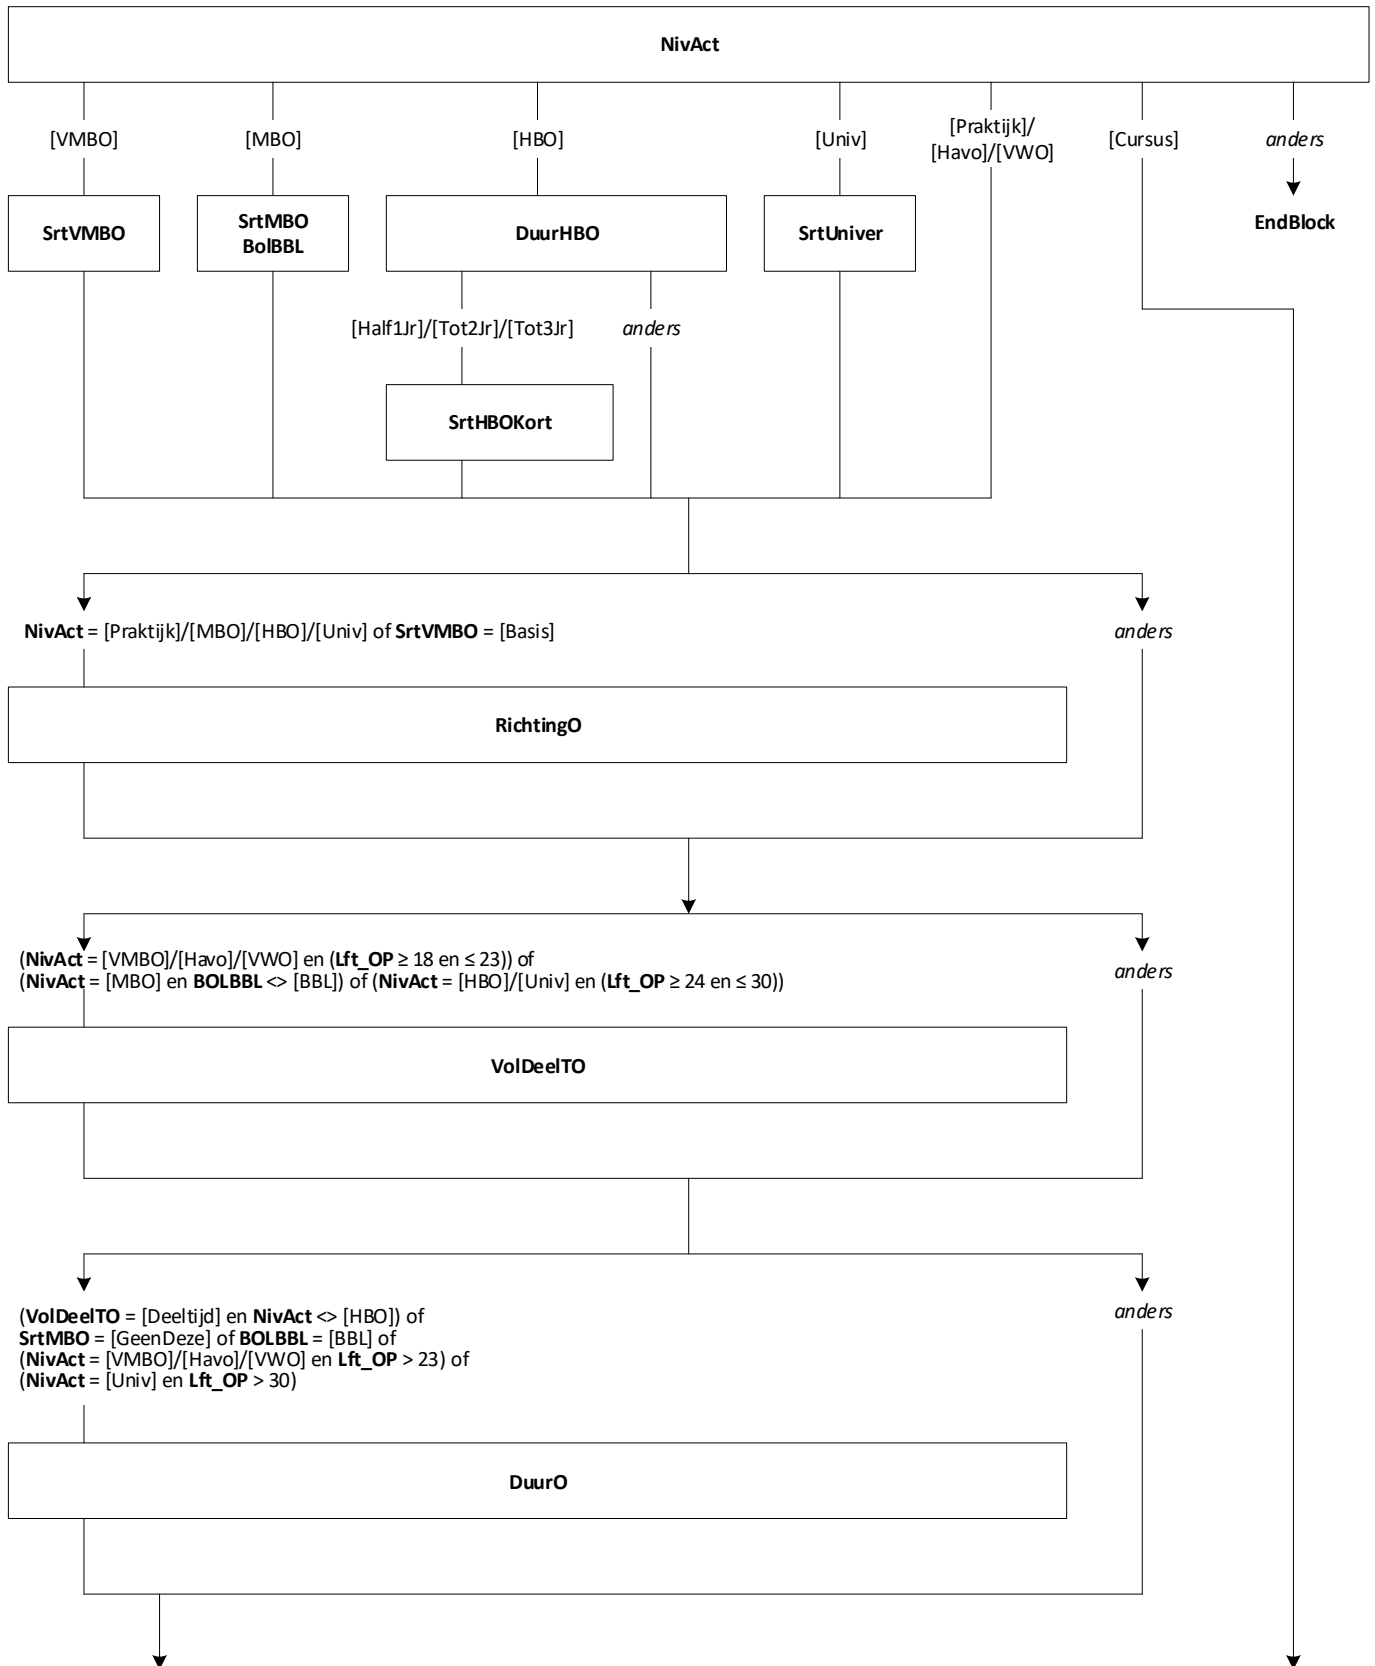 NivAct
[VMBO]
[MBO]
[HBO]
[Univ]
[Praktijk]/
[Havo]/[VWO]
[Cursus]
anders
SrtVMBO
SrtMBO
BolBBL
DuurHBO
SrtUniver
EndBlock
[Half1Jr]/[Tot2Jr]/[Tot3Jr]
anders
SrtHBOKort
NivAct = [Praktijk]/[MBO]/[HBO]/[Univ] of SrtVMBO = [Basis]
anders
RichtingO
(NivAct = [VMBO]/[Havo]/[VWO] en (Lft_OP ≥ 18 en ≤ 23)) of
(NivAct = [MBO] en BOLBBL <> [BBL]) of (NivAct = [HBO]/[Univ] en (Lft_OP ≥ 24 en ≤ 30))
anders
VolDeelTO
(VolDeelTO = [Deeltijd] en NivAct <> [HBO]) of
SrtMBO = [GeenDeze] of BOLBBL = [BBL] of
(NivAct = [VMBO]/[Havo]/[VWO] en Lft_OP > 23) of
(NivAct = [Univ] en Lft_OP > 30)
anders
DuurO